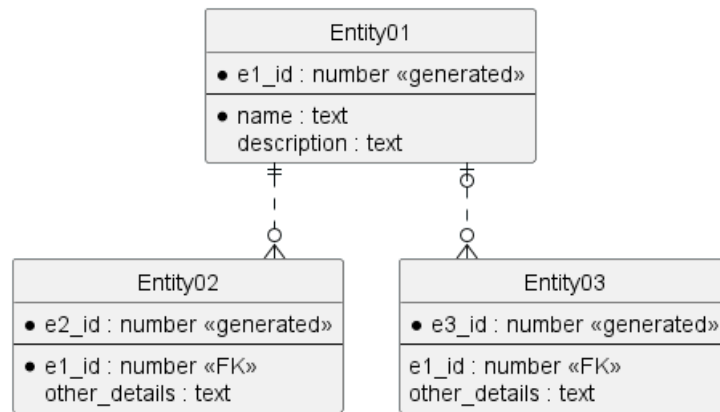 Entity01
e1_id : number «generated»
name : text
description : text
Entity02
e2_id : number «generated»
e1_id : number «FK»
other_details : text
Entity03
e3_id : number «generated»
e1_id : number «FK»
other_details : text